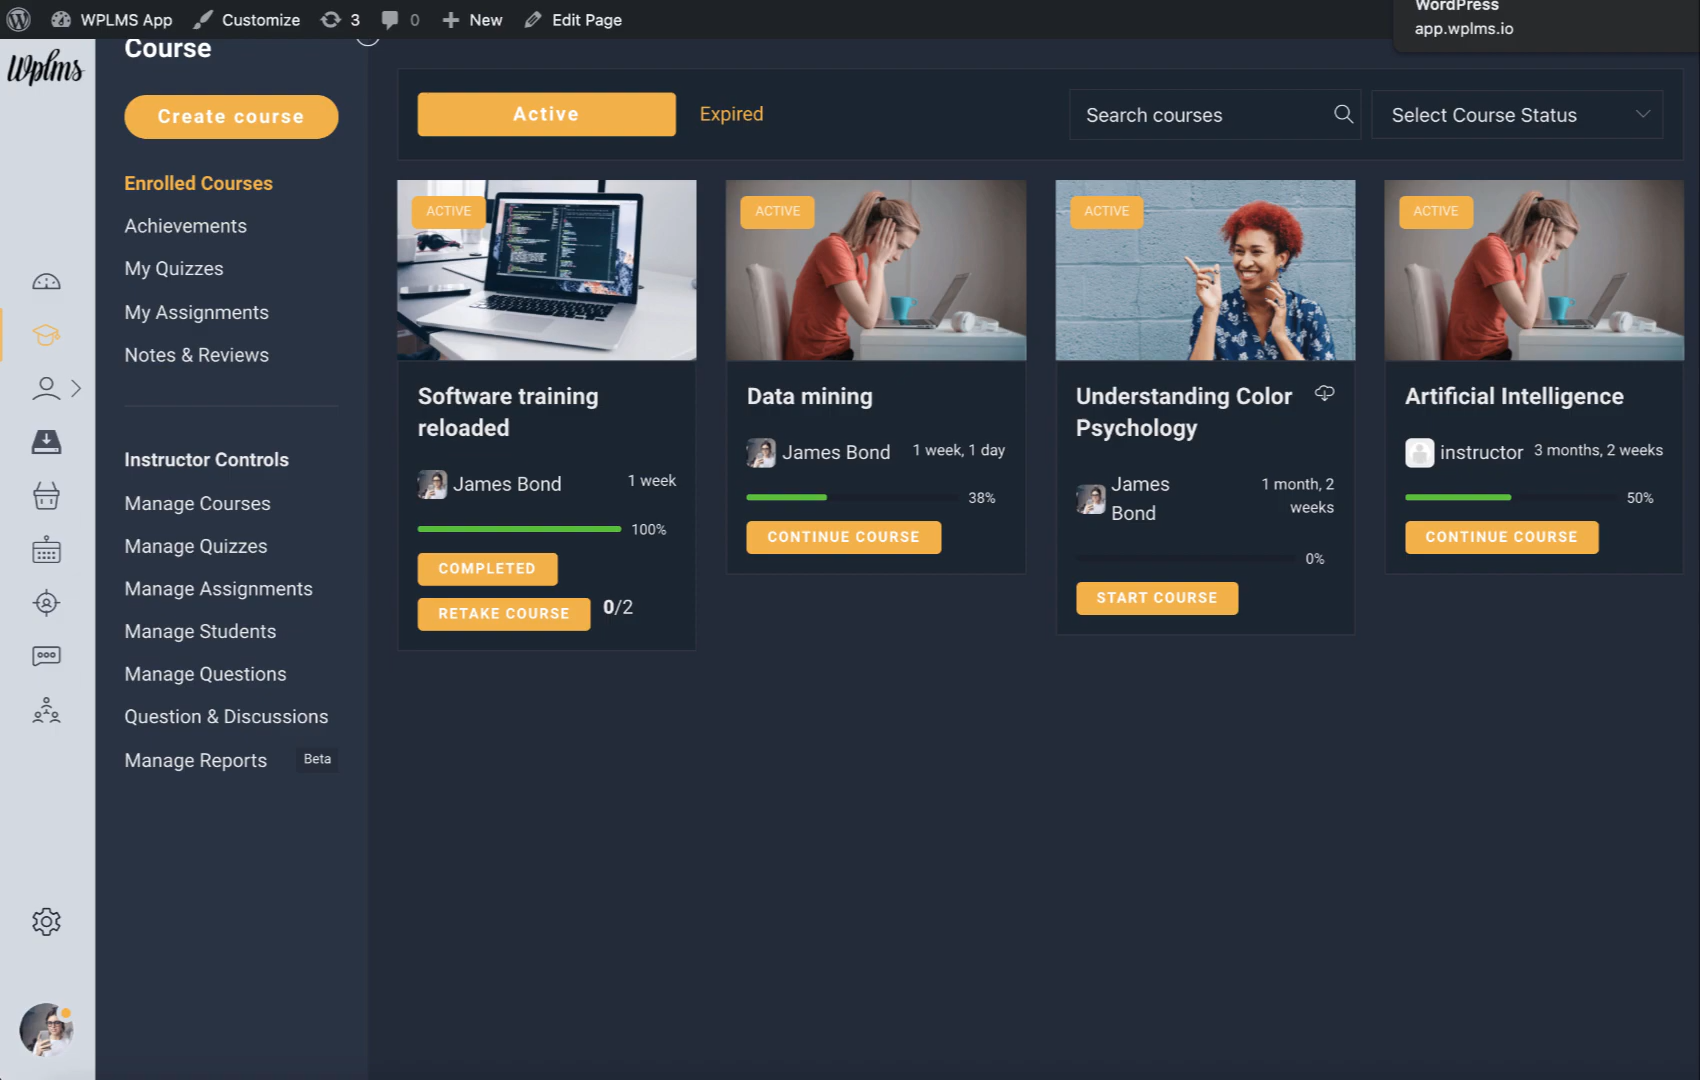 WPLMS App
Customize
3
0
New
Edit Page
WordPress
app.wplms.io
Wplms
Course
Create course
Enrolled Courses
Achievements
My Quizzes
My Assignments
Notes & Reviews
Instructor Controls
Manage Courses
Manage Quizzes
Manage Assignments
Manage Students
Manage Questions
Question & Discussions
Manage Reports Beta
Active
Expired
Search courses
Select Course Status
ACTIVE
Software training
reloaded
James Bond 1 week
100%
COMPLETED
RETAKE COURSE 0/2
ACTIVE
Data mining
James Bond 1 week, 1 day
38%
CONTINUE COURSE
ACTIVE
Understanding Color
Psychology
James
Bond
1 month, 2
weeks
0%
START COURSE
ACTIVE
Artificial Intelligence
instructor 3 months, 2 weeks
50%
CONTINUE COURSE